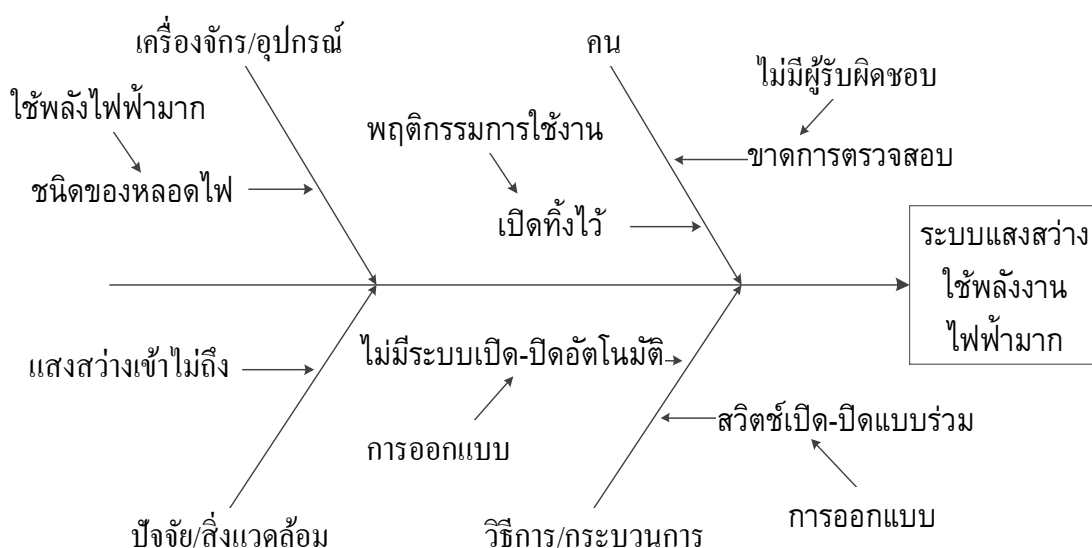 เครื่องจักร/อุปกรณ์
คน
ไม่มีผู้รับผิดชอบ
ใช้พลังไฟฟ้ามาก
พฤติกรรมการใช้งาน
ขาดการตรวจสอบ
ชนิดของหลอดไฟ
เปิดทิ้งไว้
ระบบแสงสว่าง
ใช้พลังงาน
ไฟฟ้ามาก
แสงสว่างเข้าไม่ถึง
ไม่มีระบบเปิด-ปิดอัตโนมัติ
สวิตช์เปิด-ปิดแบบร่วม
การออกแบบ
การออกแบบ
ปัจจัย/สิ่งแวดล้อม
วิธีการ/กระบวนการ